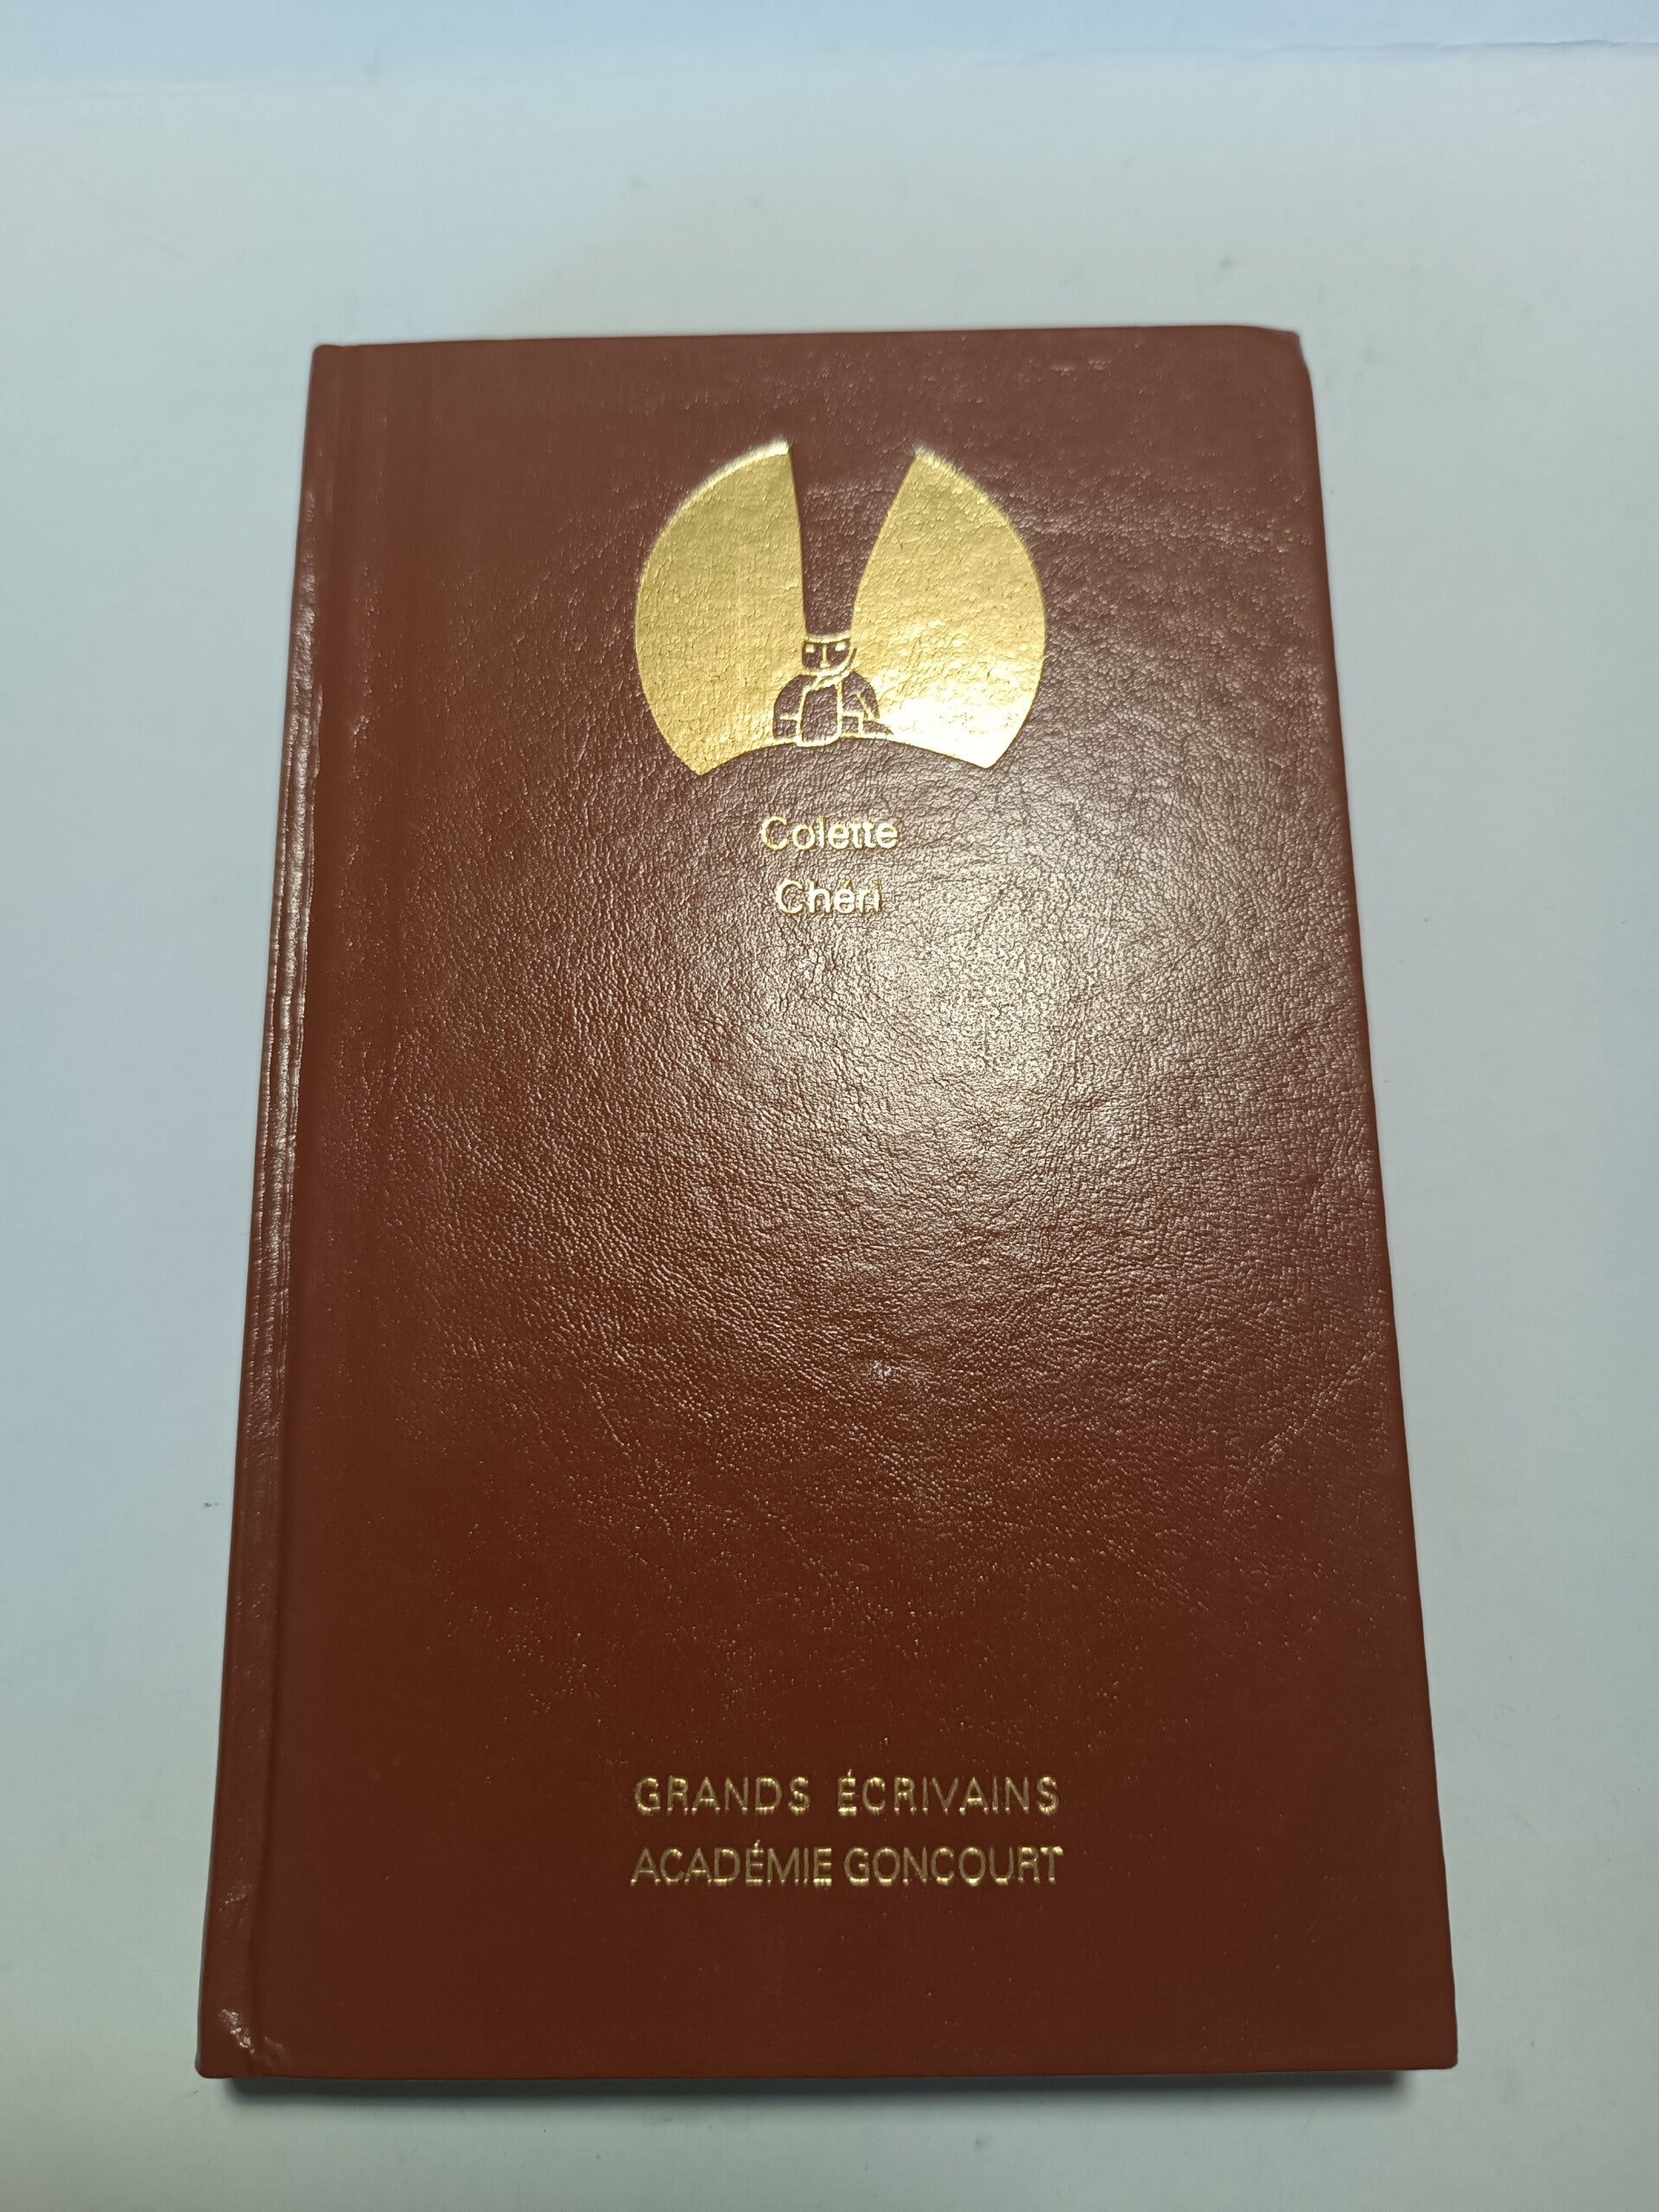 Colette
Chéri
GRANDS ÉCRIVAINS
ACADÉMIE GONCOURT